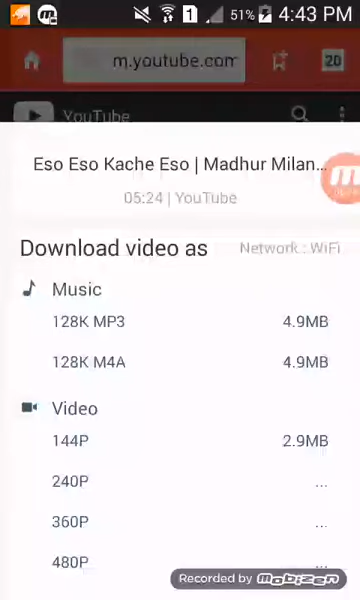 51% 4:43 PM
m.youtube.com
20
YouTube
Eso Eso Kache Eso | Madhur Milan...
05:24 | YouTube
Download video as
Network : WiFi
Music
128K MP3 4.9MB
128K M4A 4.9MB
Video
144P 2.9MB
240P ...
360P ...
480P ...
Recorded by Mobizen